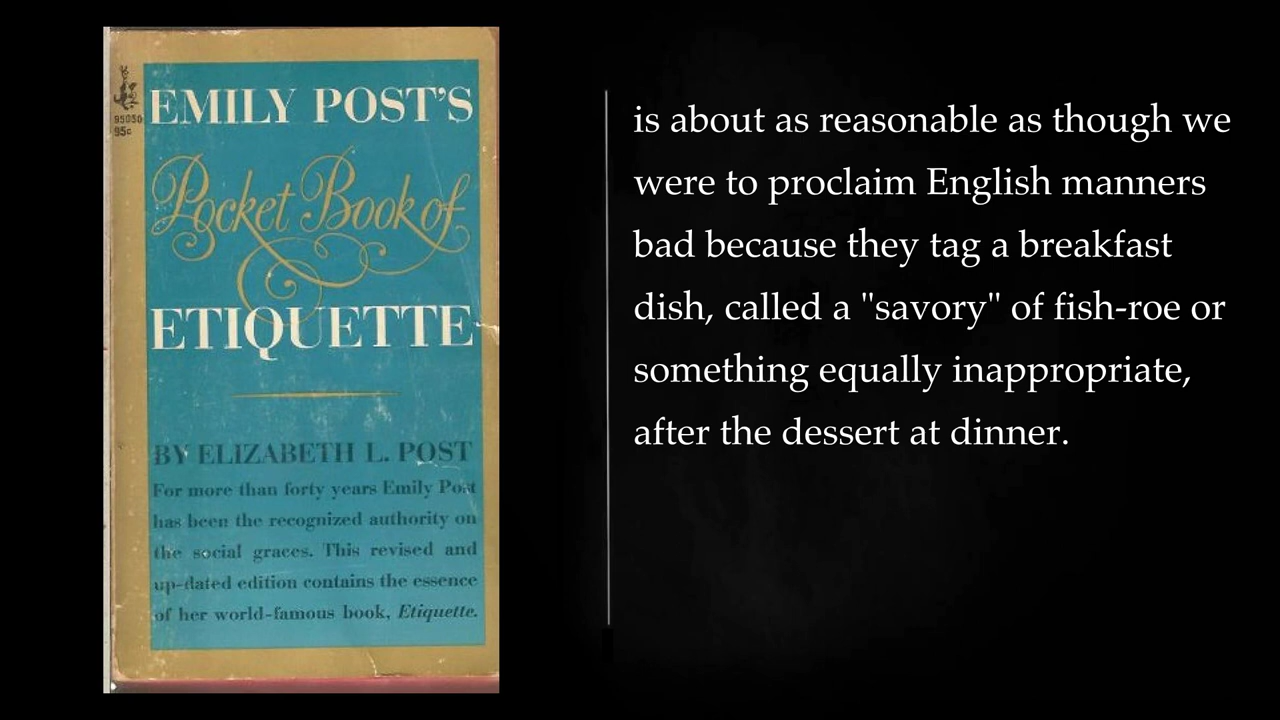 95050
95c
EMILY POST'S
Pocket Book of
ETIQUETTE
BY ELIZABETH L. POST
For more than forty years Emily Post
has been the recognized authority on
the social graces. This revised and
up-dated edition contains the essence
of her world-famous book, Etiquette.
is about as reasonable as though we
were to proclaim English manners
bad because they tag a breakfast
dish, called a "savory" of fish-roe or
something equally inappropriate,
after the dessert at dinner.